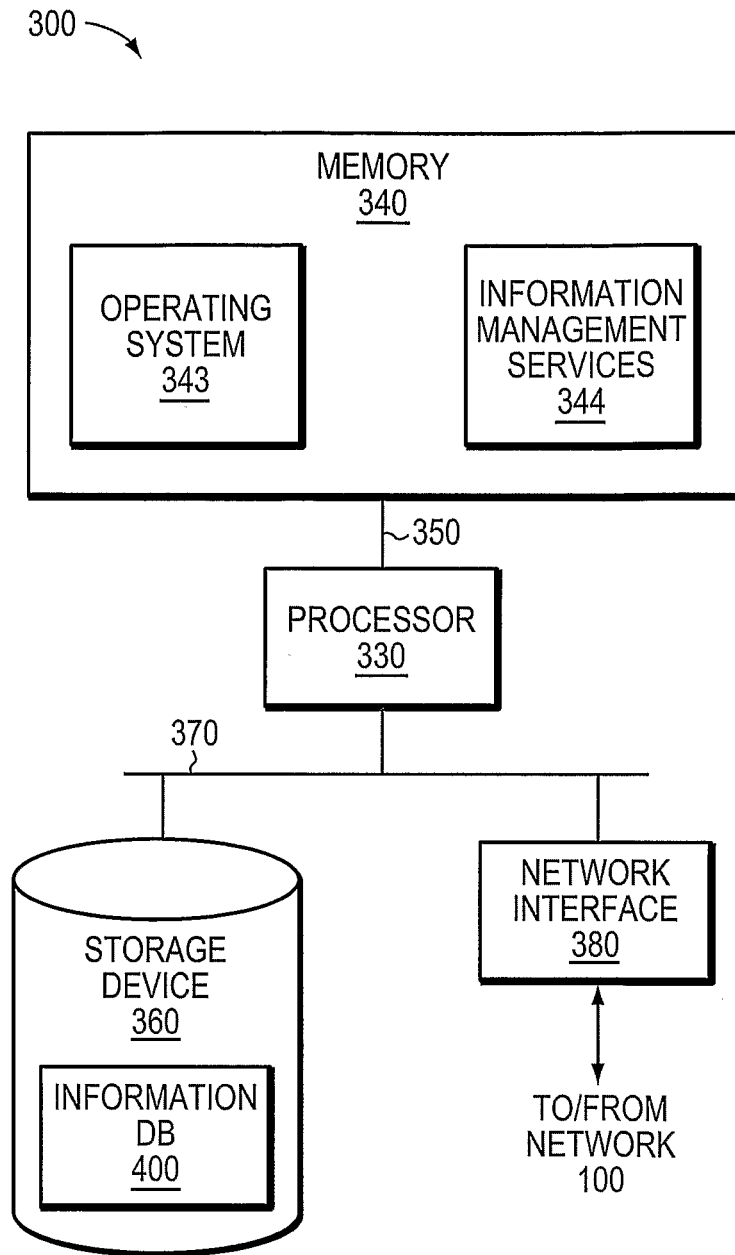 300
MEMORY
340
OPERATING
SYSTEM
343
INFORMATION
MANAGEMENT
SERVICES
344
350
PROCESSOR
330
370
STORAGE
DEVICE
360
INFORMATION
DB
400
NETWORK
INTERFACE
380
TO/FROM
NETWORK
100